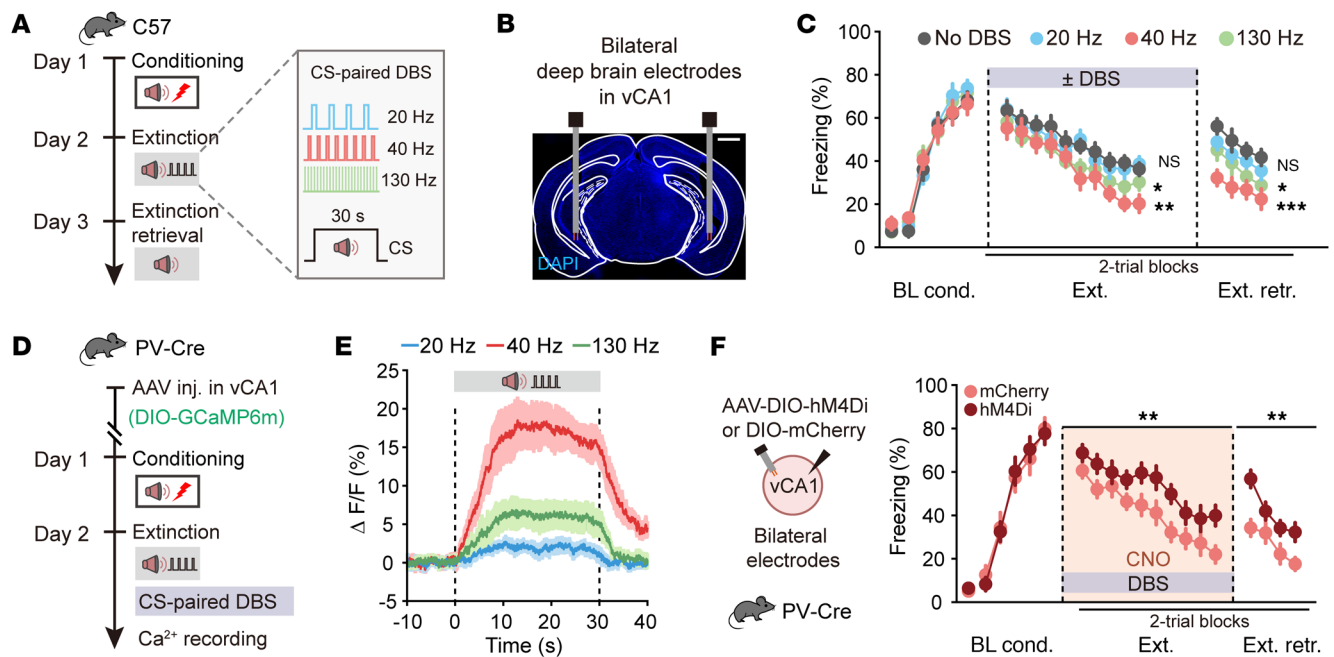 A
C57
Day 1
Conditioning
Day 2
Extinction
Day 3
Extinction
retrieval
CS-paired DBS
20 Hz
40 Hz
130 Hz
30 s
CS
B
Bilateral
deep brain electrodes
in vCA1
DAPI
C
No DBS
20 Hz
40 Hz
130 Hz
Freezing (%)
100
80
60
40
20
0
± DBS
NS
*
**
NS
*
***
2-trial blocks
BL cond.
Ext.
Ext. retr.
D
PV-Cre
AAV inj. in vCA1
(DIO-GCaMP6m)
Day 1
Conditioning
Day 2
Extinction
CS-paired DBS
Ca²⁺ recording
E
20 Hz
40 Hz
130 Hz
Δ F/F (%)
25
20
15
10
5
0
-5
-10
0
10
20
30
40
Time (s)
F
AAV-DIO-hM4Di
or DIO-mCherry
vCA1
Bilateral
electrodes
PV-Cre
Freezing (%)
100
80
60
40
20
0
mCherry
hM4Di
**
**
CNO
DBS
2-trial blocks
BL cond.
Ext.
Ext. retr.